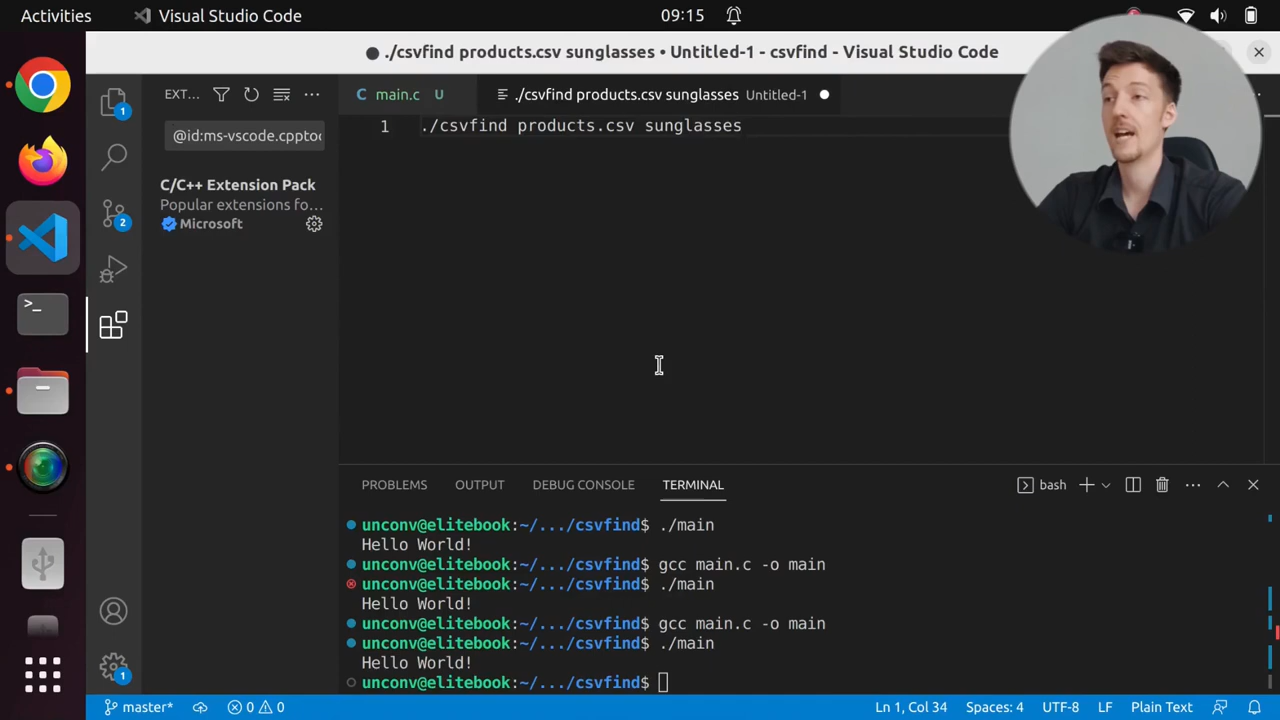 Activities
Visual Studio Code
09:15
./csvfind products.csv sunglasses • Untitled-1 - csvfind - Visual Studio Code
EXT...
main.c U
./csvfind products.csv sunglasses Untitled-1
@id:ms-vscode.cpptoo
1 ./csvfind products.csv sunglasses
C/C++ Extension Pack
Popular extensions fo...
Microsoft
1
2
1
PROBLEMS OUTPUT DEBUG CONSOLE TERMINAL
bash
unconv@elitebook:~/.../csvfind$ ./main
Hello World!
unconv@elitebook:~/.../csvfind$ gcc main.c -o main
unconv@elitebook:~/.../csvfind$ ./main
Hello World!
unconv@elitebook:~/.../csvfind$ gcc main.c -o main
unconv@elitebook:~/.../csvfind$ ./main
Hello World!
unconv@elitebook:~/.../csvfind$
master* 0 0 Ln 1, Col 34 Spaces: 4 UTF-8 LF Plain Text